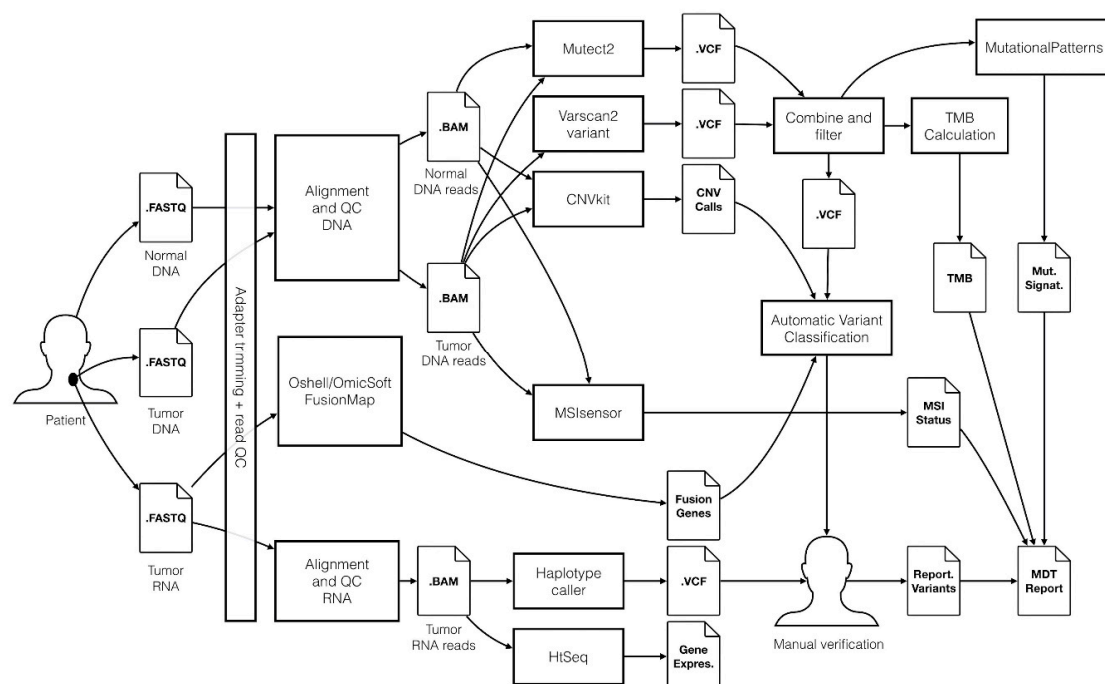 Patient
.FASTQ
Normal
DNA
.FASTQ
Tumor
DNA
.FASTQ
Tumor
RNA
Adapter trmming + read QC
Alignment
and QC
DNA
Oshell/OmicSoft
FusionMap
Alignment
and QC
RNA
.BAM
Normal
DNA reads
.BAM
Tumor
DNA reads
.BAM
Tumor
RNA reads
Mutect2
Varscan2
variant
CNVkit
MSIsensor
Haplotype
caller
HtSeq
.VCF
.VCF
CNV
Calls
Fusion
Genes
.VCF
Gene
Expres.
Combine and
filter
.VCF
Automatic Variant
Classification
Manual verification
MutationalPatterns
TMB
Calculation
TMB
Mut.
Signat.
MSI
Status
Report.
Variants
MDT
Report